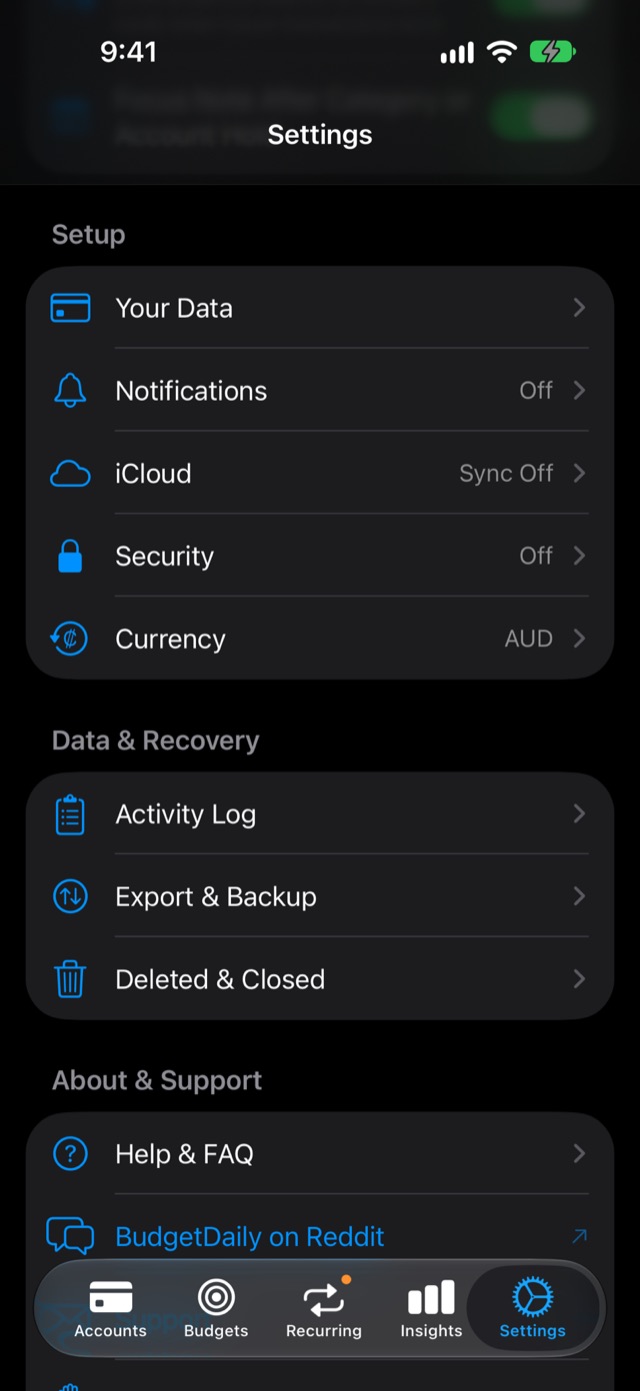 9:41
Settings
Setup
Your Data
Notifications
Off
iCloud
Sync Off
Security
Off
Currency
AUD
Data & Recovery
Activity Log
Export & Backup
Deleted & Closed
About & Support
Help & FAQ
BudgetDaily on Reddit
Support
Accounts
Budgets
Recurring
Insights
Settings